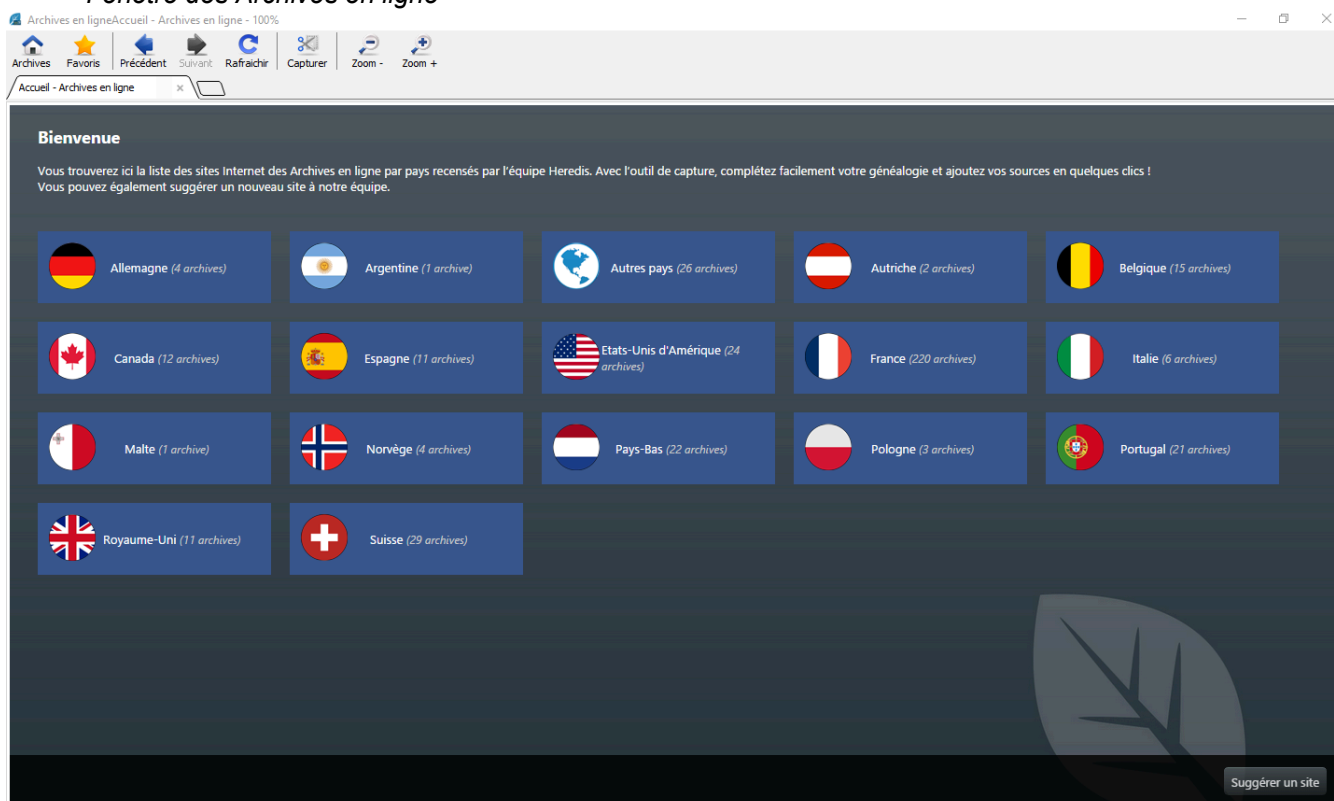 Fenêtre des Archives en ligne
Archives en ligneAccueil - Archives en ligne - 100%
Archives Favoris Précédent Suivant Rafraichir Capturer Zoom - Zoom +
Accueil - Archives en ligne
Bienvenue
Vous trouverez ici la liste des sites Internet des Archives en ligne par pays recensés par l'équipe Heredis. Avec l'outil de capture, complétez facilement votre généalogie et ajoutez vos sources en quelques clics !
Vous pouvez également suggérer un nouveau site à notre équipe.
Allemagne (4 archives)
Argentine (1 archive)
Autres pays (26 archives)
Autriche (2 archives)
Belgique (15 archives)
Canada (12 archives)
Espagne (11 archives)
Etats-Unis d'Amérique (24
archives)
France (220 archives)
Italie (6 archives)
Malte (1 archive)
Norvège (4 archives)
Pays-Bas (22 archives)
Pologne (3 archives)
Portugal (21 archives)
Royaume-Uni (11 archives)
Suisse (29 archives)
Suggérer un site